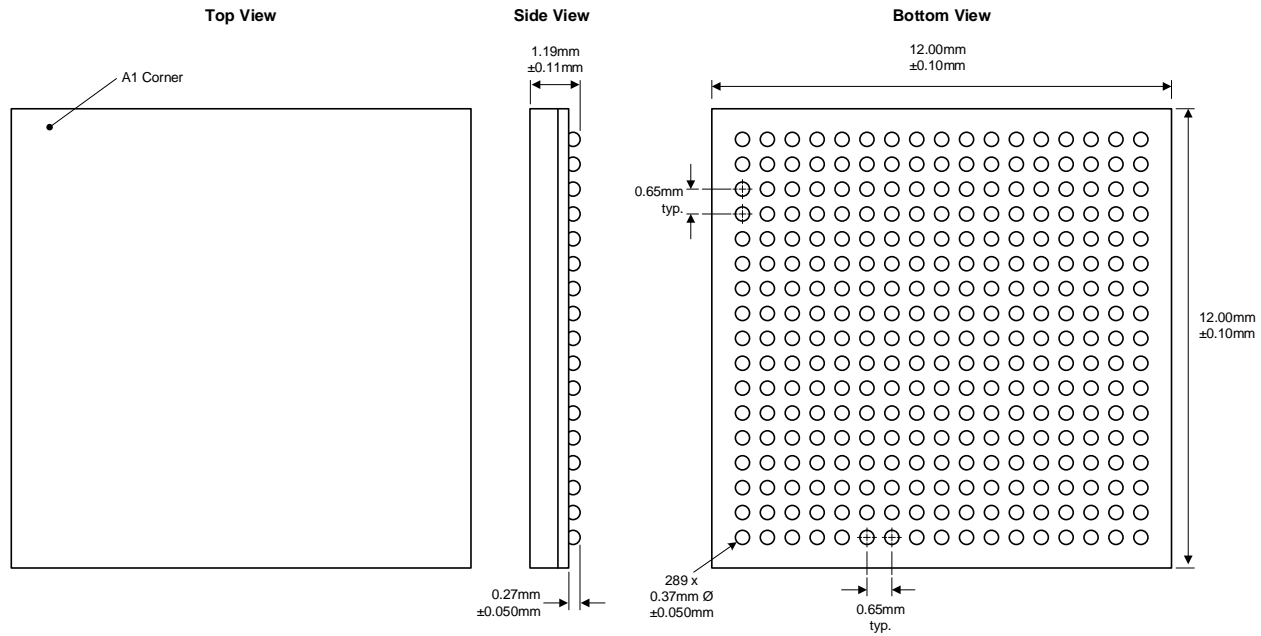 Top View
Side View
Bottom View
A1 Corner
1.19mm
±0.11mm
12.00mm
±0.10mm
0.65mm
typ.
12.00mm
±0.10mm
0.27mm
±0.050mm
289 x
0.37mm Ø
±0.050mm
0.65mm
typ.